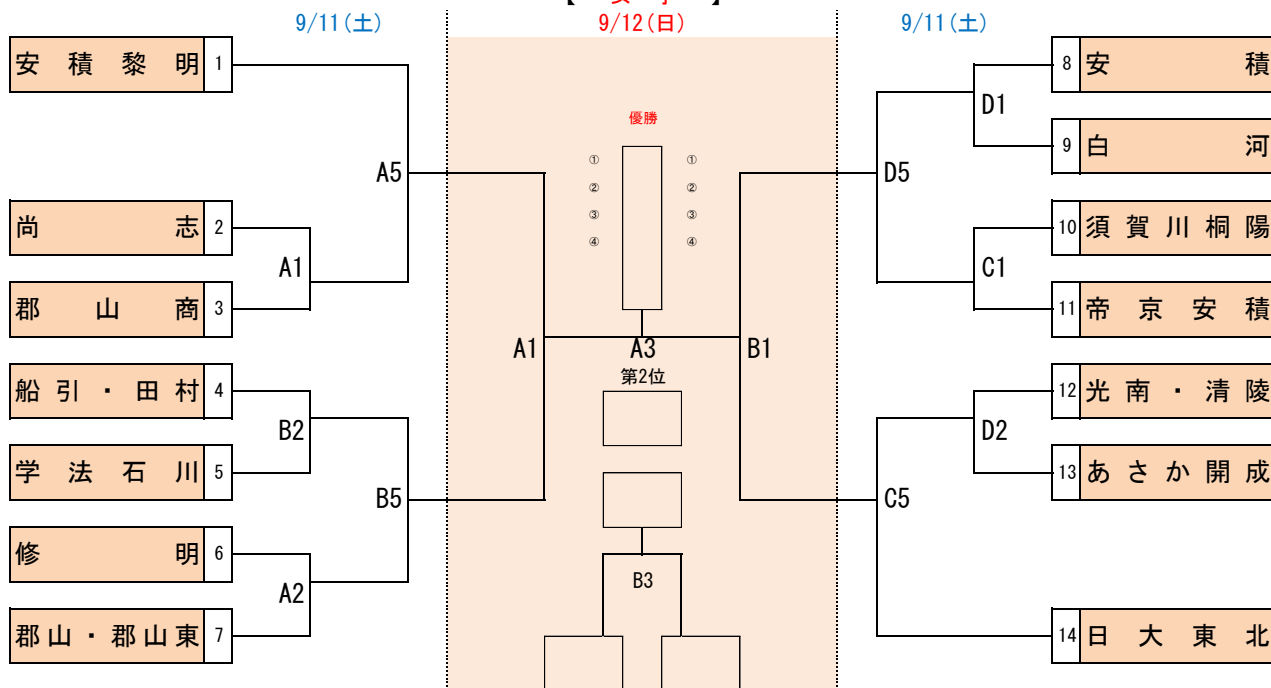 9/11(土)
9/12(日)
9/11(土)
安積黎明 1
8 安積
D1
優勝
9 白河
① ①
A5
D5
② ②
③ ③
尚志 2
10 須賀川桐陽
④ ④
A1
C1
郡山商 3
11 帝京安積
A1
A3
B1
第2位
船引・田村 4
12 光南・清陵
B2
D2
学法石川 5
13 あさか開成
B5
C5
修明 6
B3
A2
郡山・郡山東 7
14 日大東北